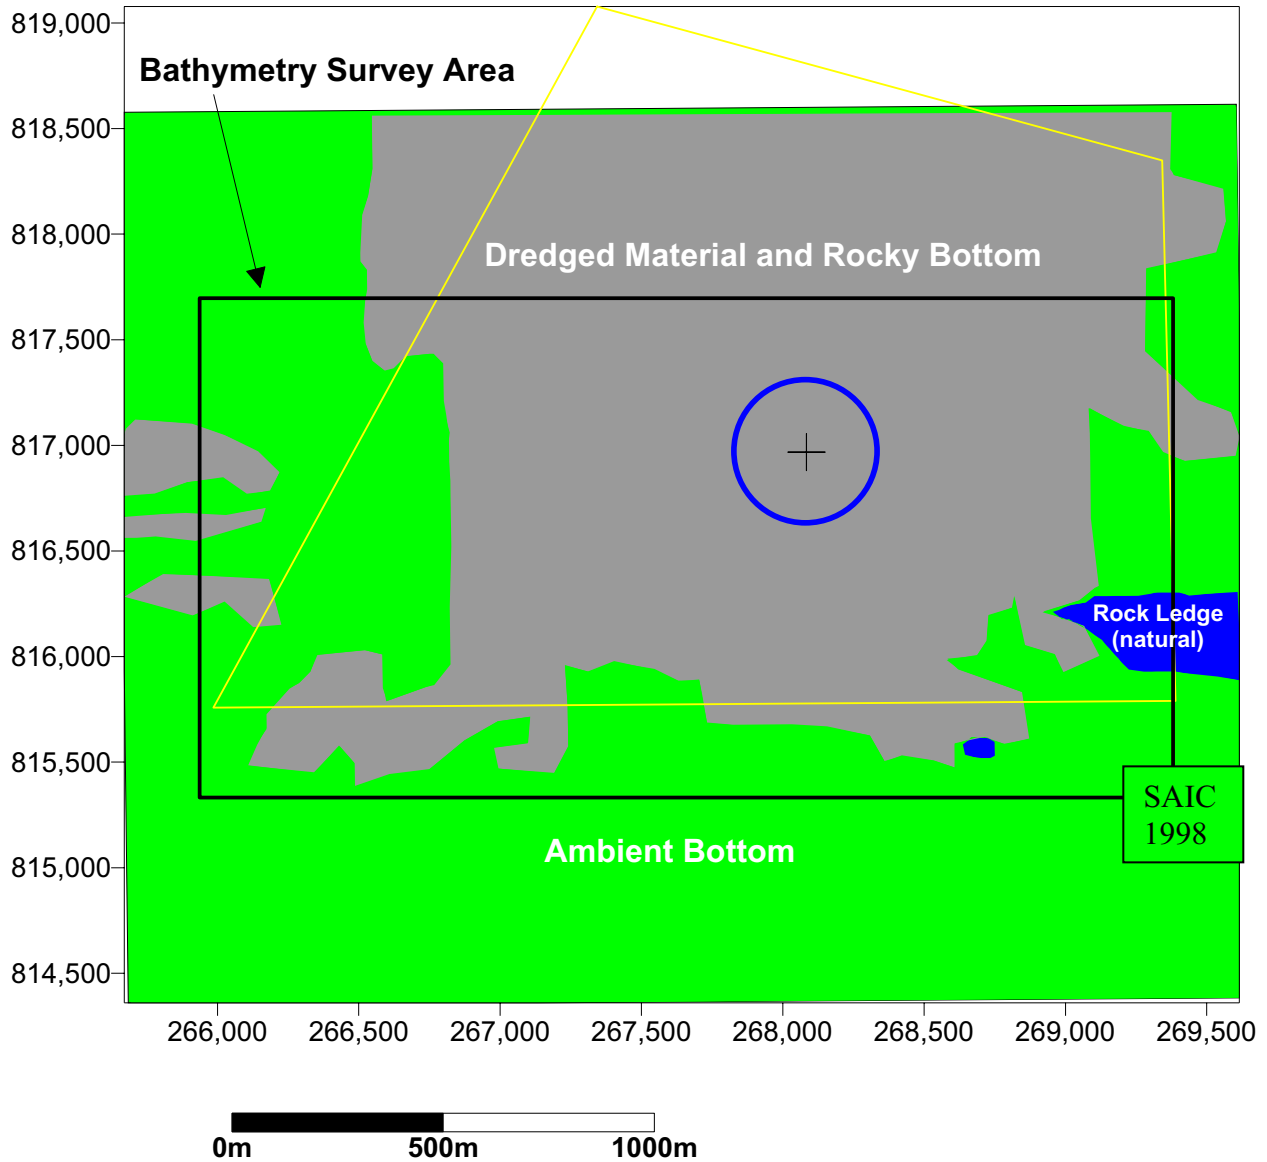 819,000
Bathymetry Survey Area
818,500
818,000
Dredged Material and Rocky Bottom
817,500
817,000
816,500
Rock Ledge
(natural)
816,000
815,500
SAIC
1998
Ambient Bottom
815,000
814,500
266,000 266,500 267,000 267,500 268,000 268,500 269,000 269,500
0m 500m 1000m